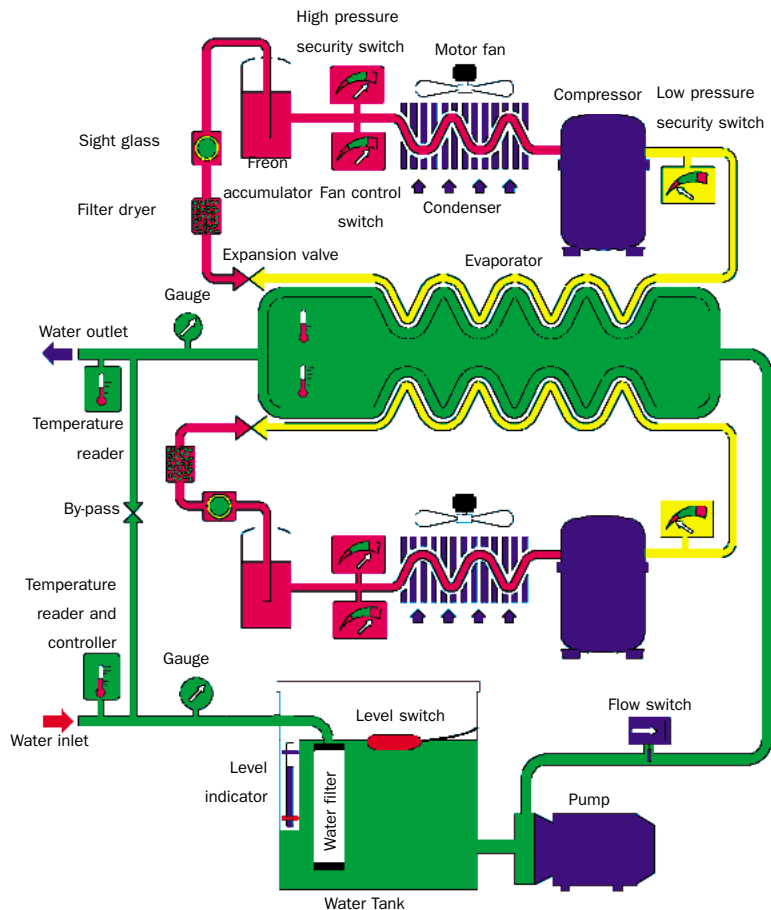 High pressure
security switch
Motor fan
Compressor
Low pressure
security switch
Sight glass
Freon
accumulator
Fan control
switch
Condenser
Filter dryer
Expansion valve
Evaporator
Gauge
Water outlet
Temperature
reader
By-pass
Temperature
reader and
controller
Gauge
Water inlet
Level switch
Flow switch
Level
indicator
Water filter
Pump
Water Tank